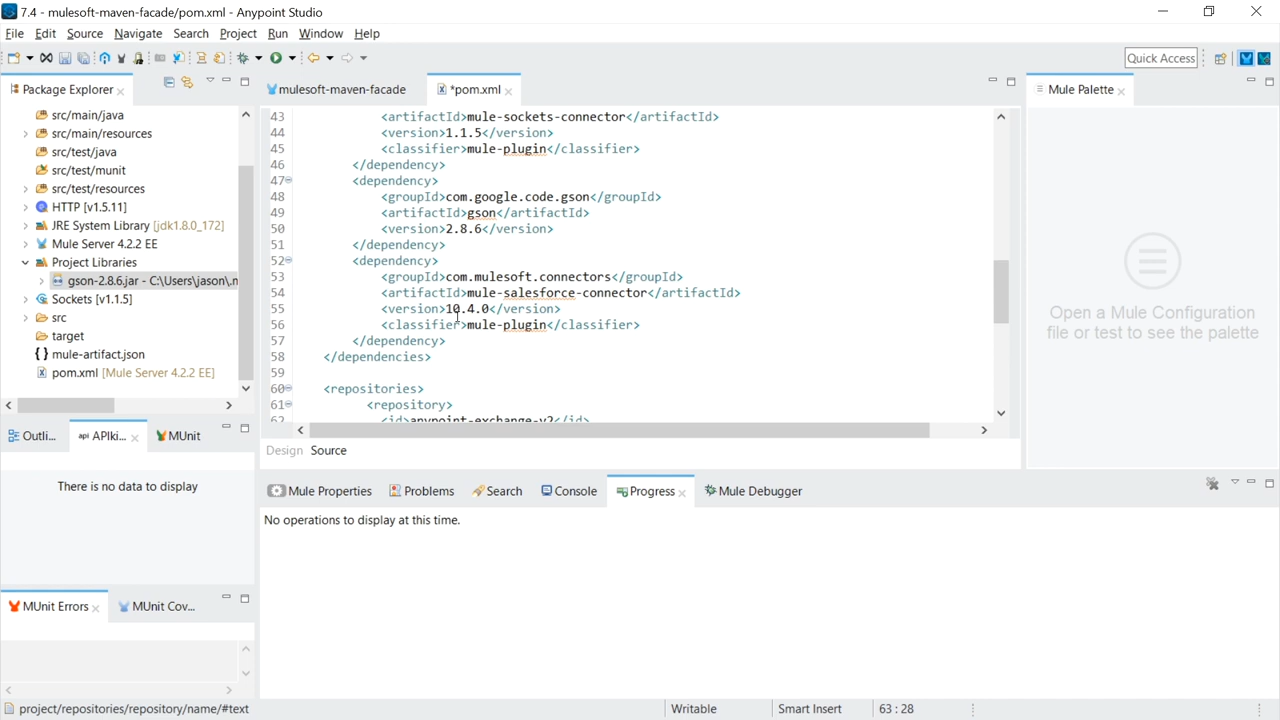 7.4 - mulesoft-maven-facade/pom.xml - Anypoint Studio
File Edit Source Navigate Search Project Run Window Help
Quick Access
Package Explorer
src/main/java
src/main/resources
src/test/java
src/test/munit
src/test/resources
HTTP [v1.5.11]
JRE System Library [jdk1.8.0_172]
Mule Server 4.2.2 EE
Project Libraries
gson-2.8.6.jar - C:\Users\jason\.n
Sockets [v1.1.5]
src
target
mule-artifact.json
pom.xml [Mule Server 4.2.2 EE]
Outli... api APIki... MUnit
There is no data to display
MUnit Errors MUnit Cov...
mulesoft-maven-facade *pom.xml
43 <artifactId>mule-sockets-connector</artifactId>
44 <version>1.1.5</version>
45 <classifier>mule-plugin</classifier>
46 </dependency>
47 <dependency>
48 <groupId>com.google.code.gson</groupId>
49 <artifactId>gson</artifactId>
50 <version>2.8.6</version>
51 </dependency>
52 <dependency>
53 <groupId>com.mulesoft.connectors</groupId>
54 <artifactId>mule-salesforce-connector</artifactId>
55 <version>10.4.0</version>
56 <classifier>mule-plugin</classifier>
57 </dependency>
58 </dependencies>
59
60 <repositories>
61 <repository>
62 <id>anypoint-exchange-v2</id>
Design Source
Mule Palette
Open a Mule Configuration
file or test to see the palette
Mule Properties Problems Search Console Progress Mule Debugger
No operations to display at this time.
project/repositories/repository/name/#text Writable Smart Insert 63 : 28